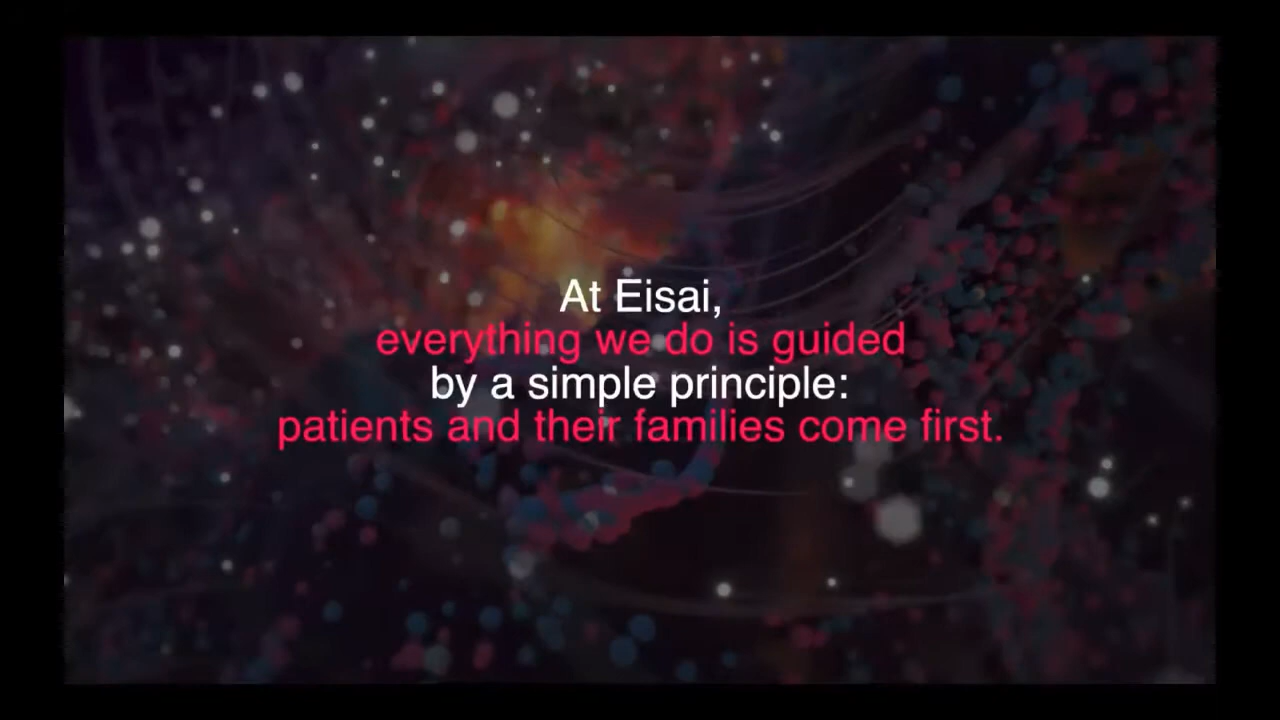 At Eisai,
everything we do is guided
by a simple principle:
patients and their families come first.